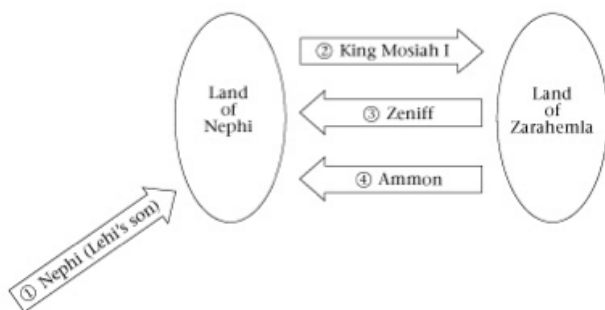 ② King Mosiah I
Land
of
Nephi
③ Zeniff
Land
of
Zarahemla
④ Ammon
① Nephi (Lehi's son)